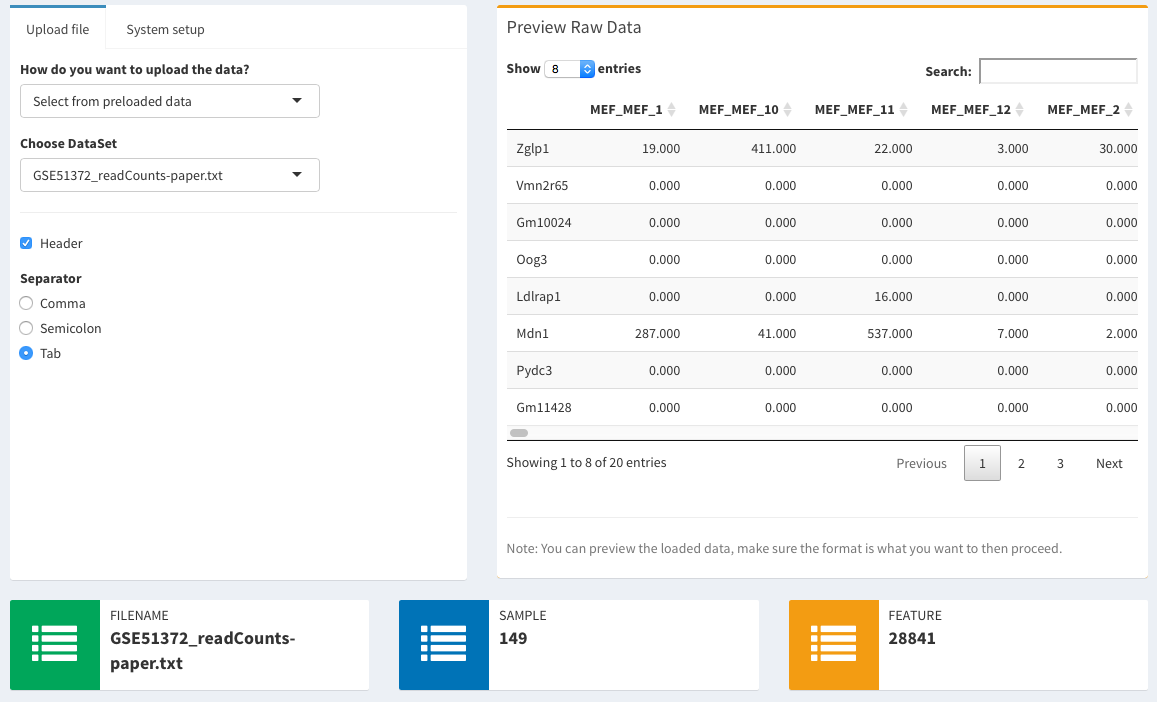 Upload file System setup
How do you want to upload the data?
Select from preloaded data
Choose DataSet
GSE51372_readCounts-paper.txt
Header
Separator
Comma
Semicolon
Tab
Preview Raw Data
Show 8 entries
Search:
MEF_MEF_1 MEF_MEF_10 MEF_MEF_11 MEF_MEF_12 MEF_MEF_2
Zglp1 19.000 411.000 22.000 3.000 30.000
Vmn2r65 0.000 0.000 0.000 0.000 0.000
Gm10024 0.000 0.000 0.000 0.000 0.000
Oog3 0.000 0.000 0.000 0.000 0.000
Ldlrap1 0.000 0.000 16.000 0.000 0.000
Mdn1 287.000 41.000 537.000 7.000 2.000
Pydc3 0.000 0.000 0.000 0.000 0.000
Gm11428 0.000 0.000 0.000 0.000 0.000
Showing 1 to 8 of 20 entries
Previous 1 2 3 Next
Note: You can preview the loaded data, make sure the format is what you want to then proceed.
FILENAME
GSE51372_readCounts-
paper.txt
SAMPLE
149
FEATURE
28841